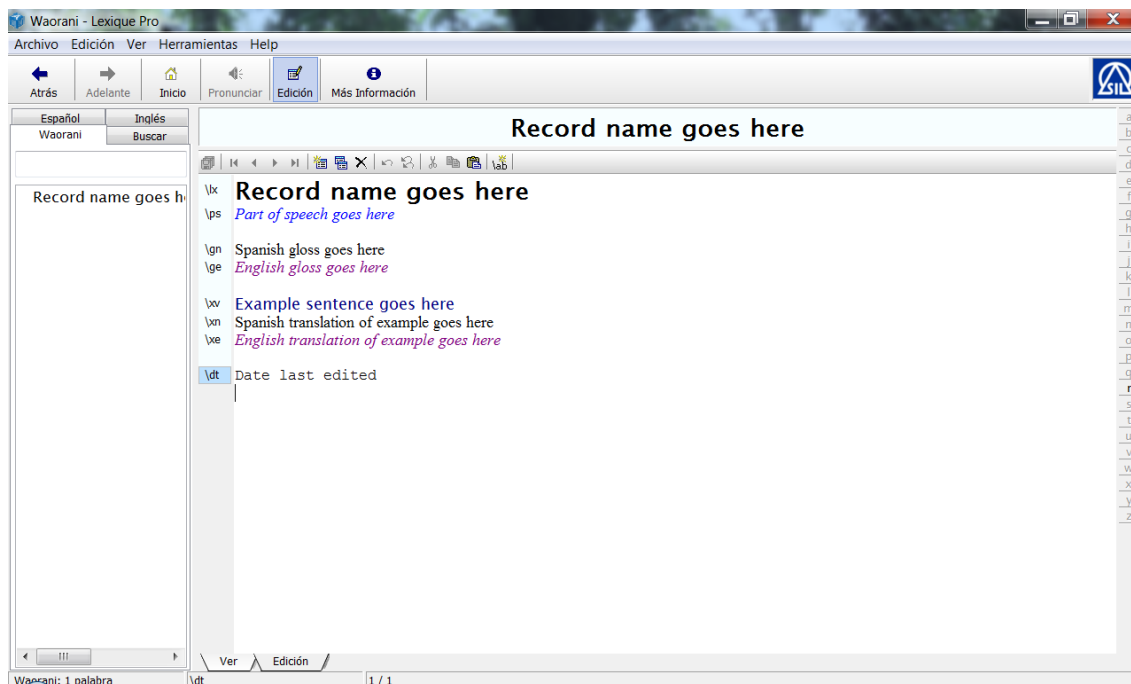 Waorani - Lexique Pro
Archivo Edición Ver Herramientas Help
Atrás Adelante Inicio Pronunciar Edición Más Información
SIL
Español Inglés
Waorani Buscar
Record name goes here
Record name goes h
\lx Record name goes here
\ps Part of speech goes here
\gn Spanish gloss goes here
\ge English gloss goes here
\xv Example sentence goes here
\xn Spanish translation of example goes here
\xe English translation of example goes here
\dt Date last edited
a
b
c
d
e
f
g
h
i
j
k
l
m
n
o
p
q
r
s
t
u
v
w
x
y
z
Ver Edición
Waorani: 1 palabra \dt 1 / 1